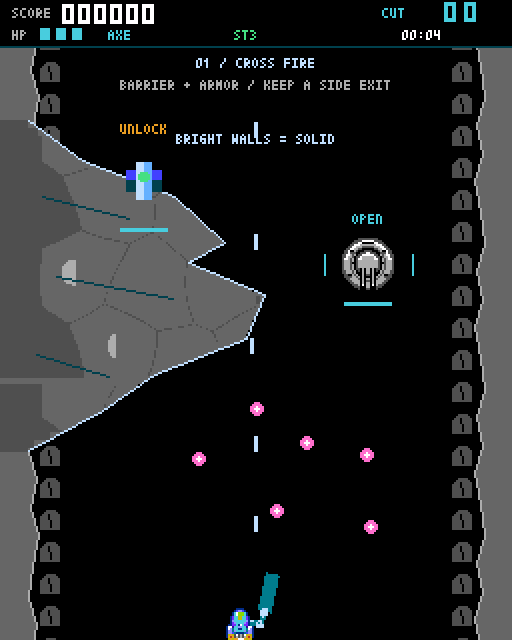 SCORE 000000 CUT 00
HP AXE ST3 00:04
01 / CROSS FIRE
BARRIER + ARMOR / KEEP A SIDE EXIT
UNLOCK
BRIGHT WALLS = SOLID
OPEN